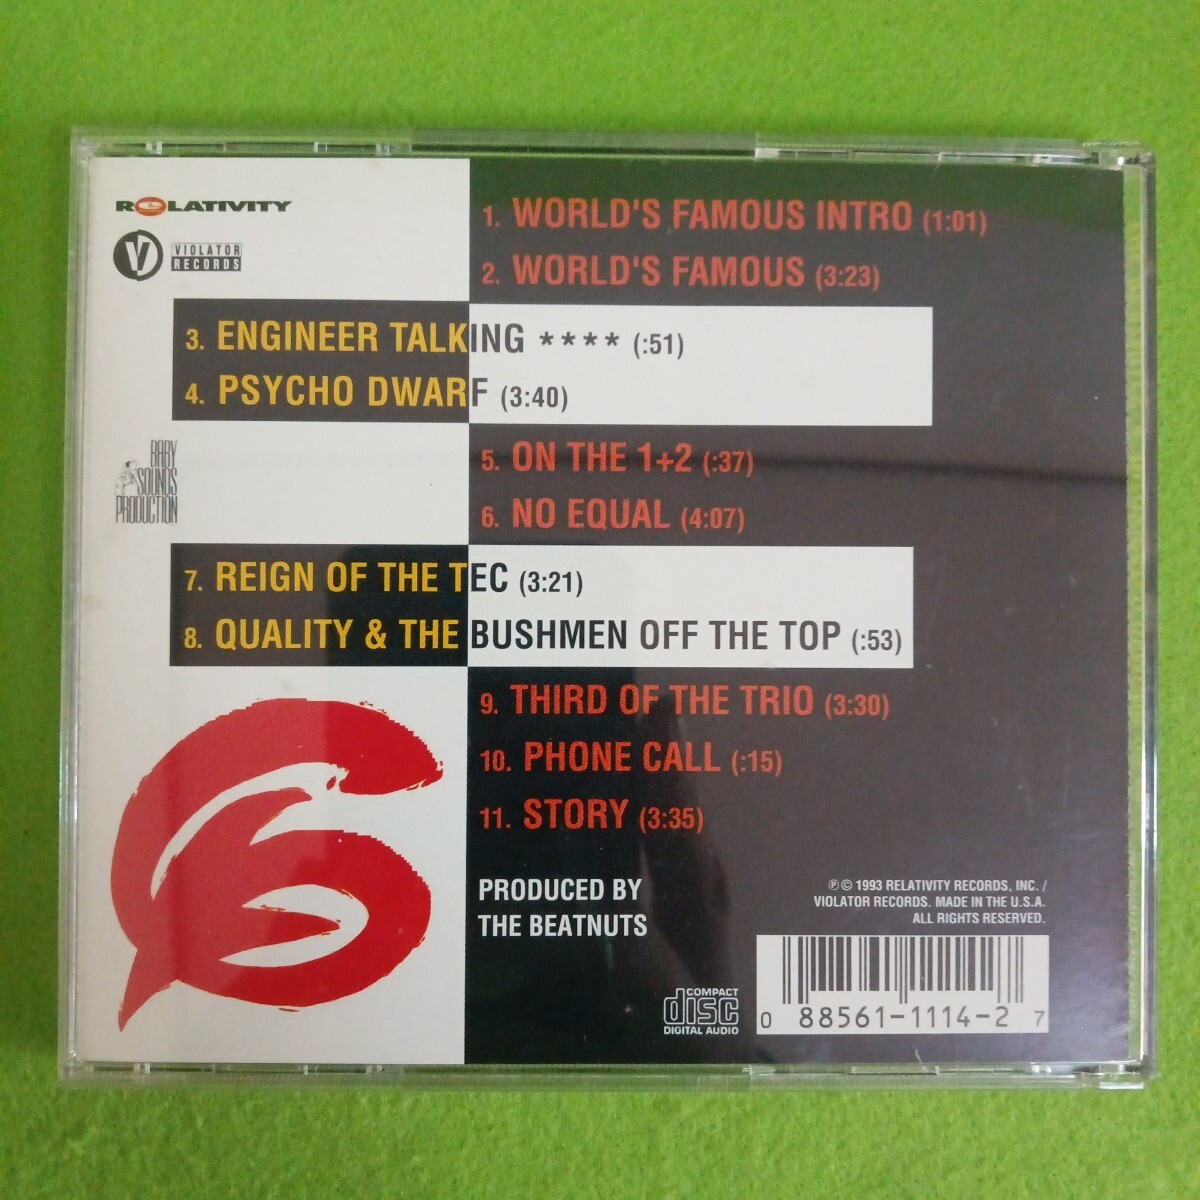 RELATIVITY
V
VIOLATOR
RECORDS
1. WORLD'S FAMOUS INTRO (1:01)
2. WORLD'S FAMOUS (3:23)
3. ENGINEER TALKING **** (:51)
4. PSYCHO DWARF (3:40)
BABY
SOUNDS
PRODUCTION
5. ON THE 1+2 (:37)
6. NO EQUAL (4:07)
7. REIGN OF THE TEC (3:21)
8. QUALITY & THE BUSHMEN OFF THE TOP (:53)
9. THIRD OF THE TRIO (3:30)
10. PHONE CALL (:15)
11. STORY (3:35)
PRODUCED BY
THE BEATNUTS
℗© 1993 RELATIVITY RECORDS, INC. /
VIOLATOR RECORDS. MADE IN THE U.S.A.
ALL RIGHTS RESERVED.
COMPACT
disc
DIGITAL AUDIO
0 88561-1114-2 7